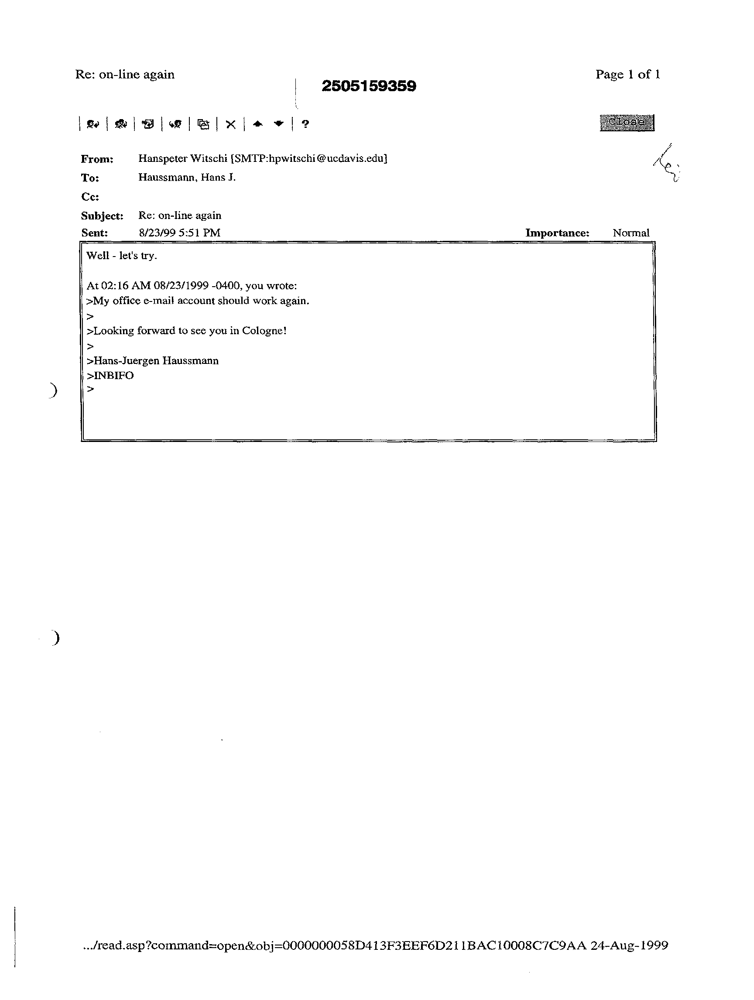 Re: on-line again
Page 1 of 1
2505159359
?
Close
From: Hanspeter Witschi [SMTP:hpwitschi@ucdavis.edu]
To: Haussmann, Hans J.
Cc:
Subject: Re: on-line again
Sent: 8/23/99 5:51 PM Importance: Normal
Well - let's try.
At 02:16 AM 08/23/1999 -0400, you wrote:
>My office e-mail account should work again.
>
>Looking forward to see you in Cologne!
>
>Hans-Juergen Haussmann
>INBIFO
>
.../read.asp?command=open&obj=0000000058D413F3EEF6D211BAC10008C7C9AA 24-Aug-1999